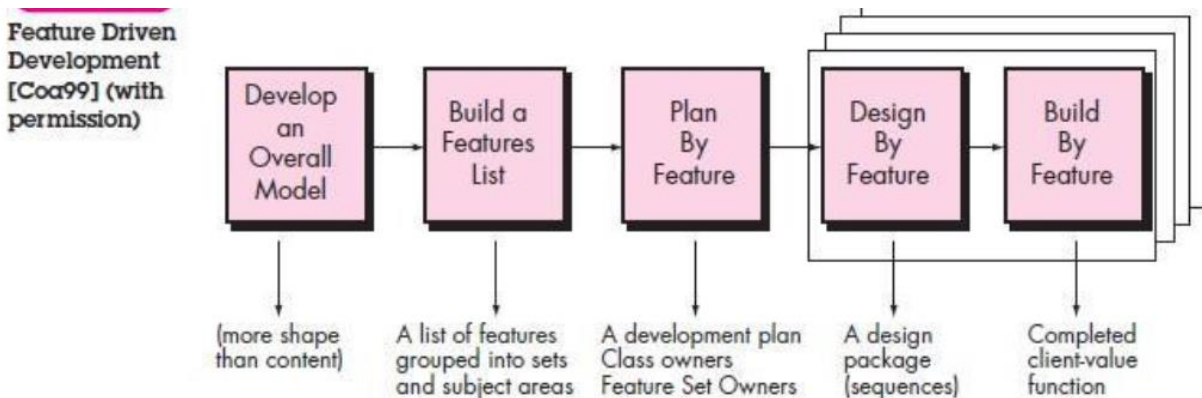 Feature Driven
Development
[Coa99] (with
permission)
Develop
an
Overall
Model
Build a
Features
List
Plan
By
Feature
Design
By
Feature
Build
By
Feature
(more shape
than content)
A list of features
grouped into sets
and subject areas
A development plan
Class owners
Feature Set Owners
A design
package
(sequences)
Completed
client-value
function